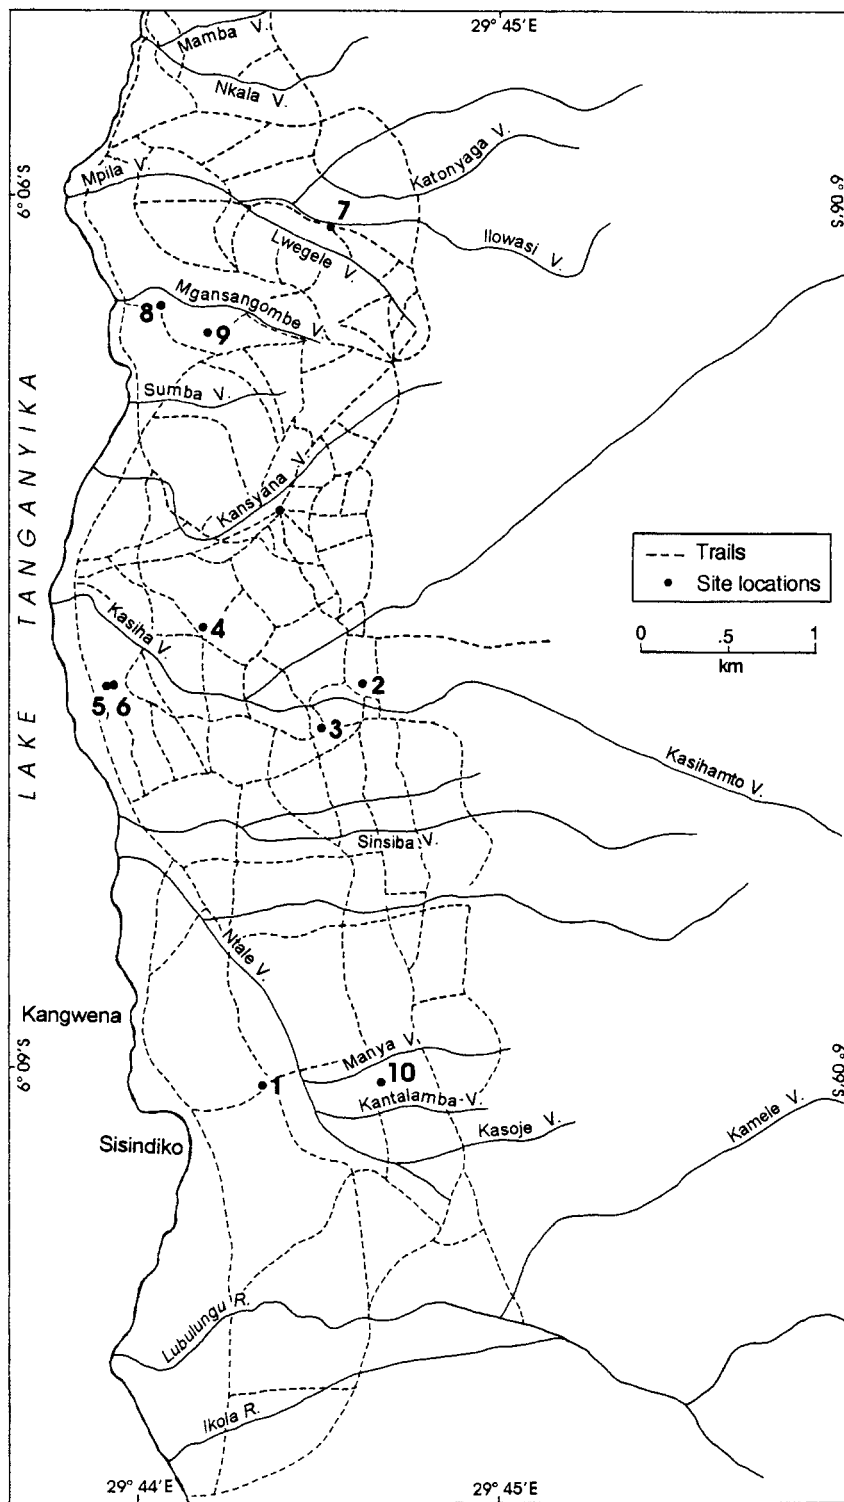 29° 45'E
Mamba V.
Nkala V.
Katonyaga V.
Mpila V.
6° 06'S
6° 06'S
7
Ilowasi V.
Lwegele V.
8
Mgansangombe V.
9
Sumba V.
LAKE TANGANYIKA
Kansyana V.
Trails
Site locations
0 .5 1
km
Kasiha V.
4
2
5 6
3
Kasihamto V.
Sinsiba V.
Ntale V.
Kangwena
6° 09'S
6° 09'S
Manya V.
1
10
Kantalamba V.
Kasoje V.
Kamele V.
Sisindiko
Lubulungu R.
Ikola R.
29° 44'E
29° 45'E